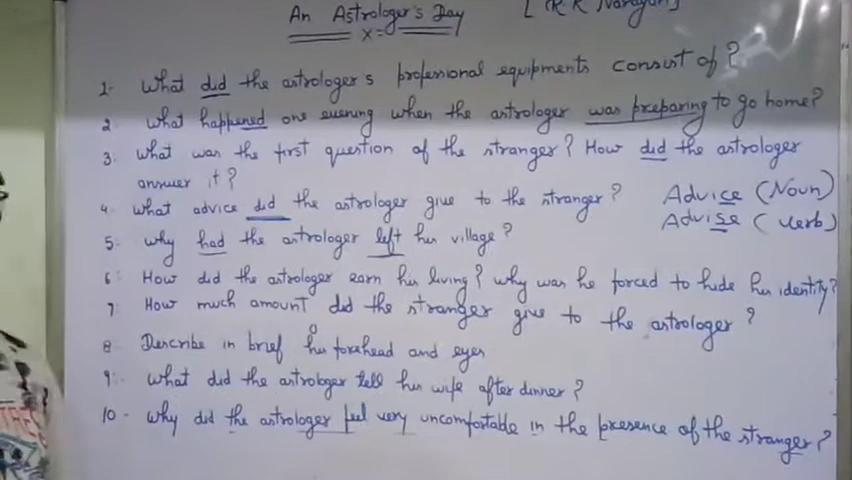 An Astrologer's Day [ R.K Narayan]
x=
1. What did the astrologer's professional equipments consist of?
2. What happened one evening when the astrologer was preparing to go home?
3. What was the first question of the stranger? How did the astrologer
answer it?
4. What advice did the astrologer give to the stranger? Advice (Noun)
Advise (Verb)
5. Why had the astrologer left his village?
6. How did the astrologer earn his living? Why was he forced to hide his identity?
7. How much amount did the stranger give to the astrologer?
8. Describe in brief his forehead and eyes
9. What did the astrologer tell his wife after dinner?
10. Why did the astrologer feel very uncomfortable in the presence of the stranger?